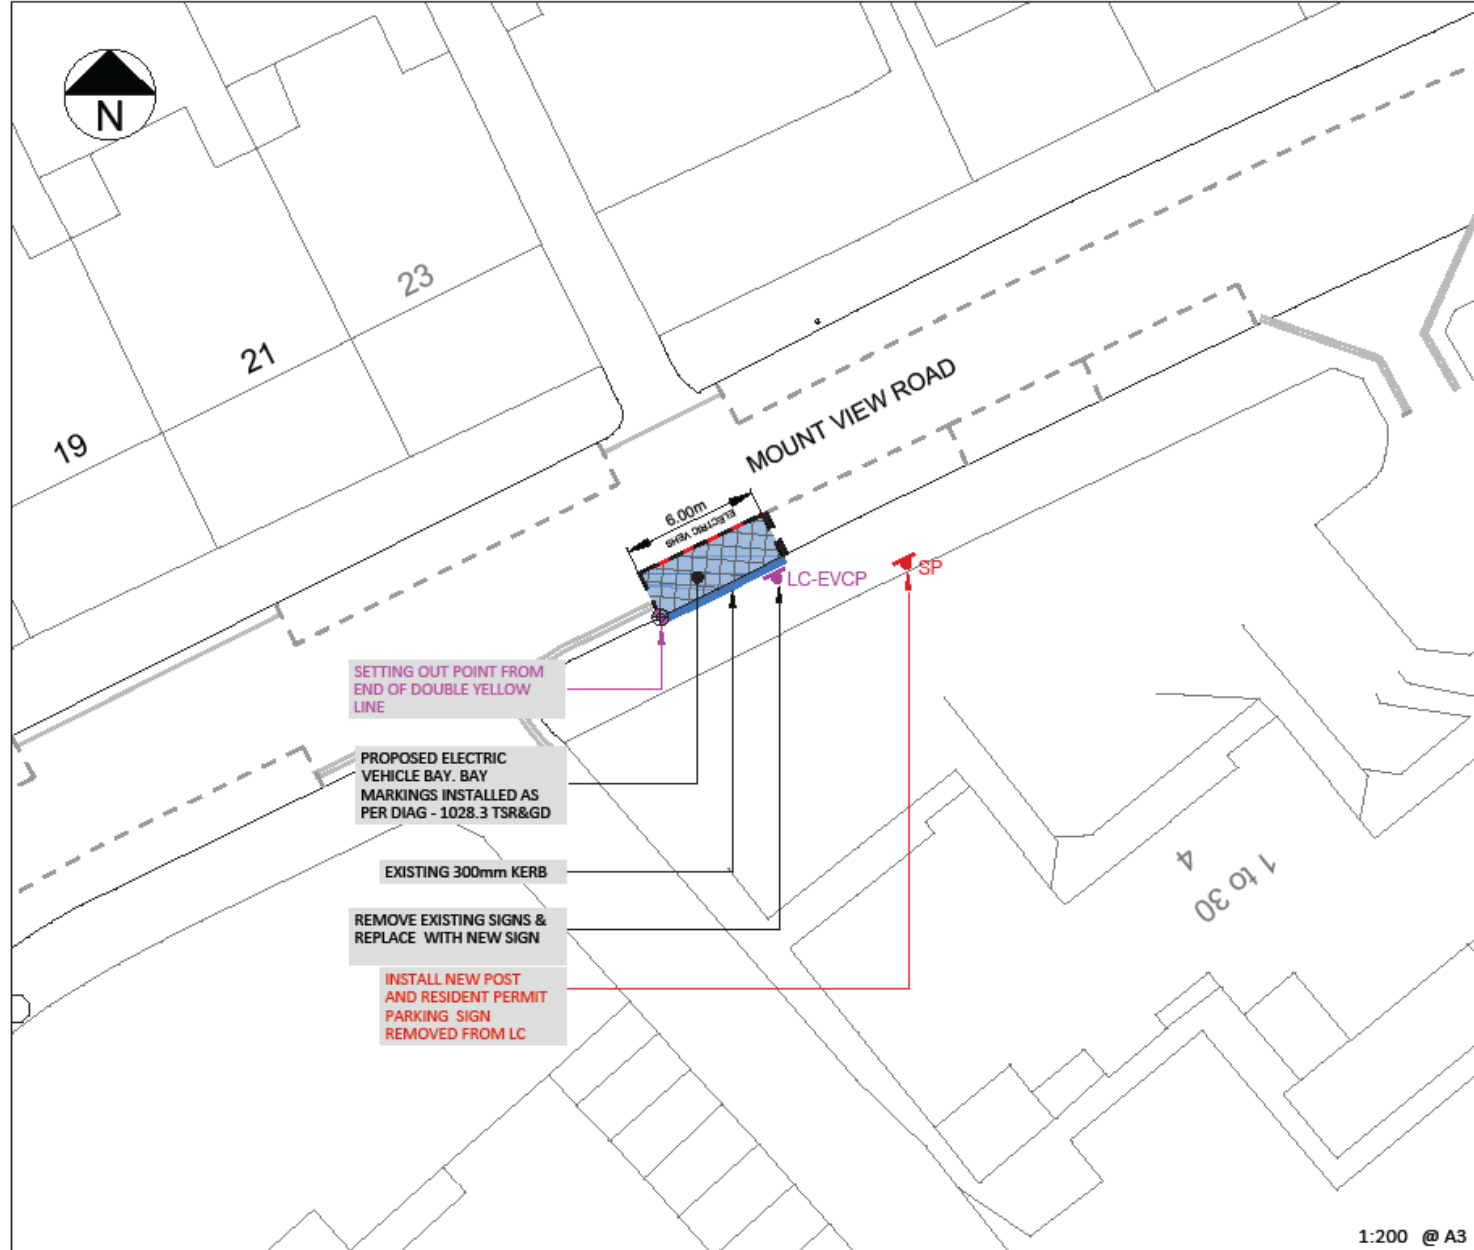 N
23
21
19
MOUNT VIEW ROAD
6.00m
ELECTRIC VEHS
LC-EVCP
SP
SETTING OUT POINT FROM
END OF DOUBLE YELLOW
LINE
PROPOSED ELECTRIC
VEHICLE BAY. BAY
MARKINGS INSTALLED AS
PER DIAG - 1028.3 TSR&GD
EXISTING 300mm KERB
REMOVE EXISTING SIGNS &
REPLACE WITH NEW SIGN
INSTALL NEW POST
AND RESIDENT PERMIT
PARKING SIGN
REMOVED FROM LC
4
1 to 30
1:200 @ A3